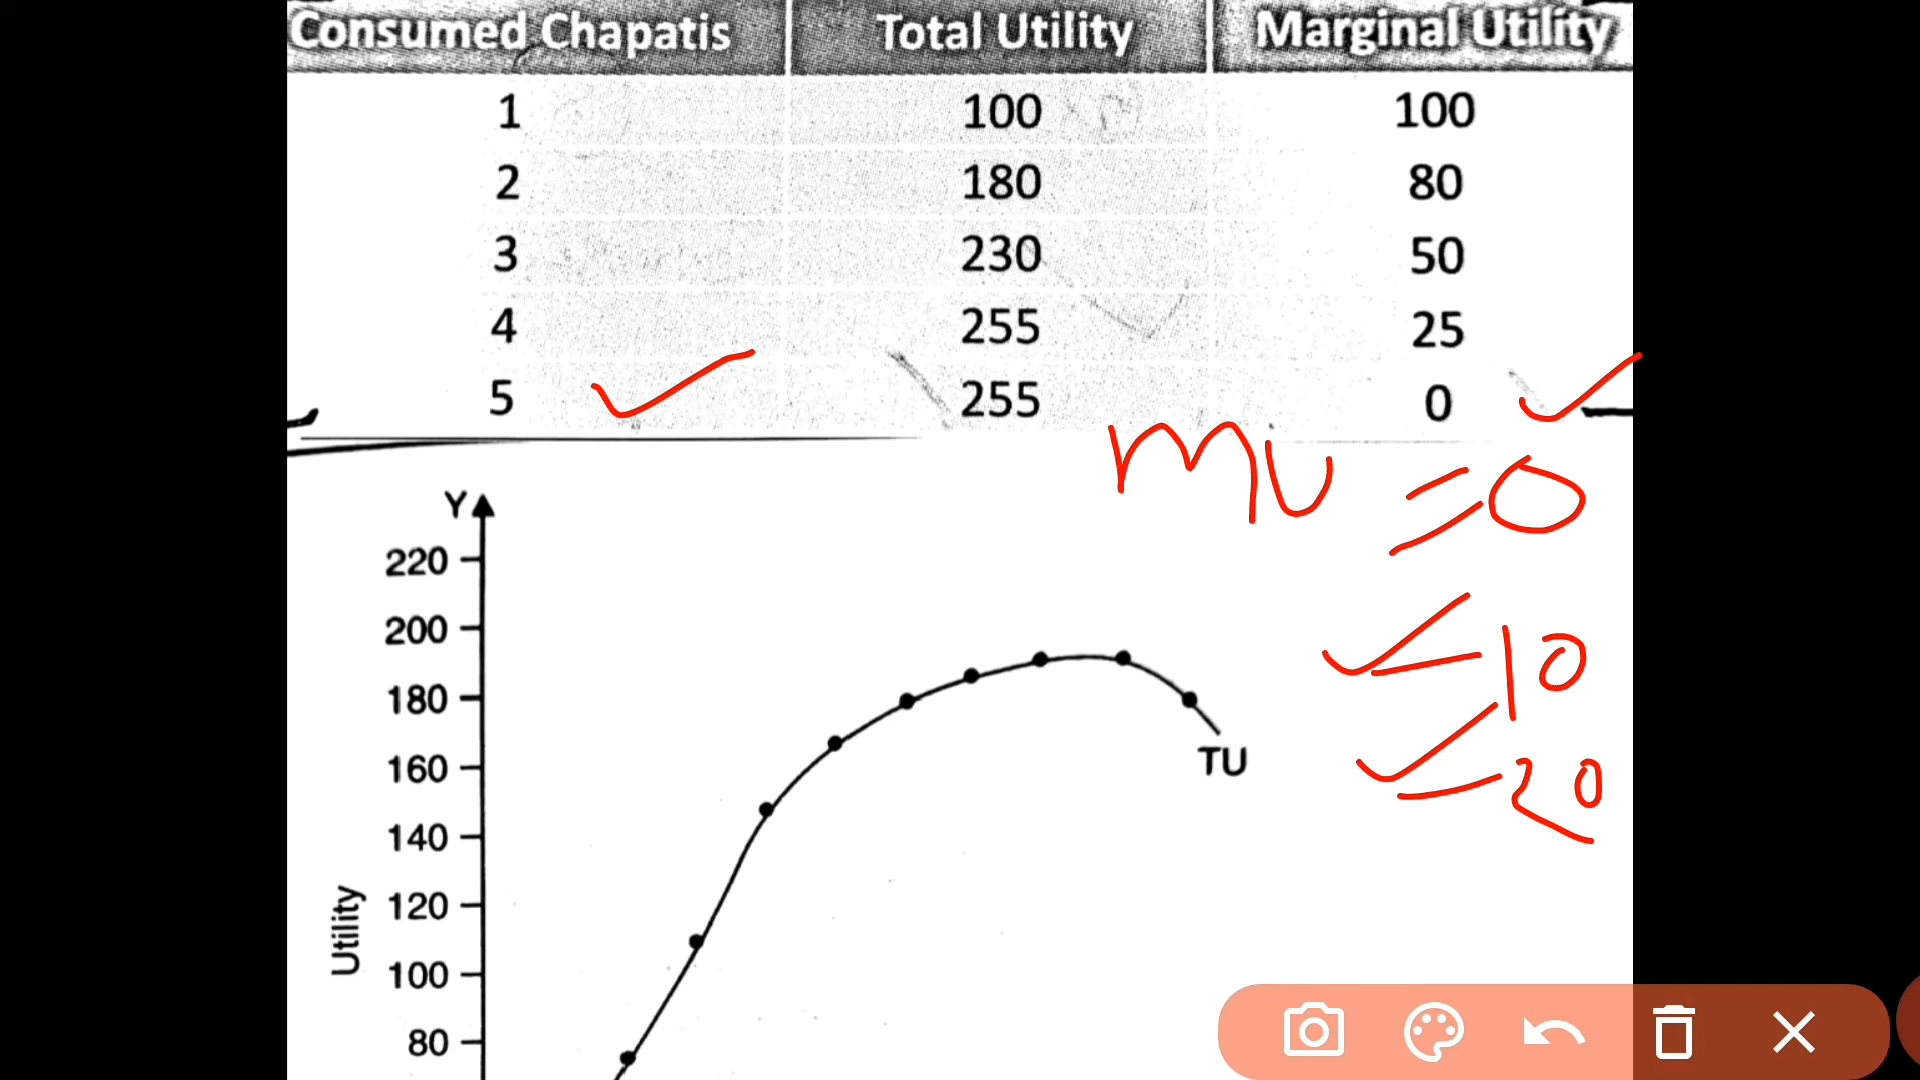 Consumed Chapatis Total Utility Marginal Utility
1 100 100
2 180 80
3 230 50
4 255 25
5 255 0
MU = 0
Y
220
200
- 10
180
TU
160
- 20
140
120
Utility
100
80